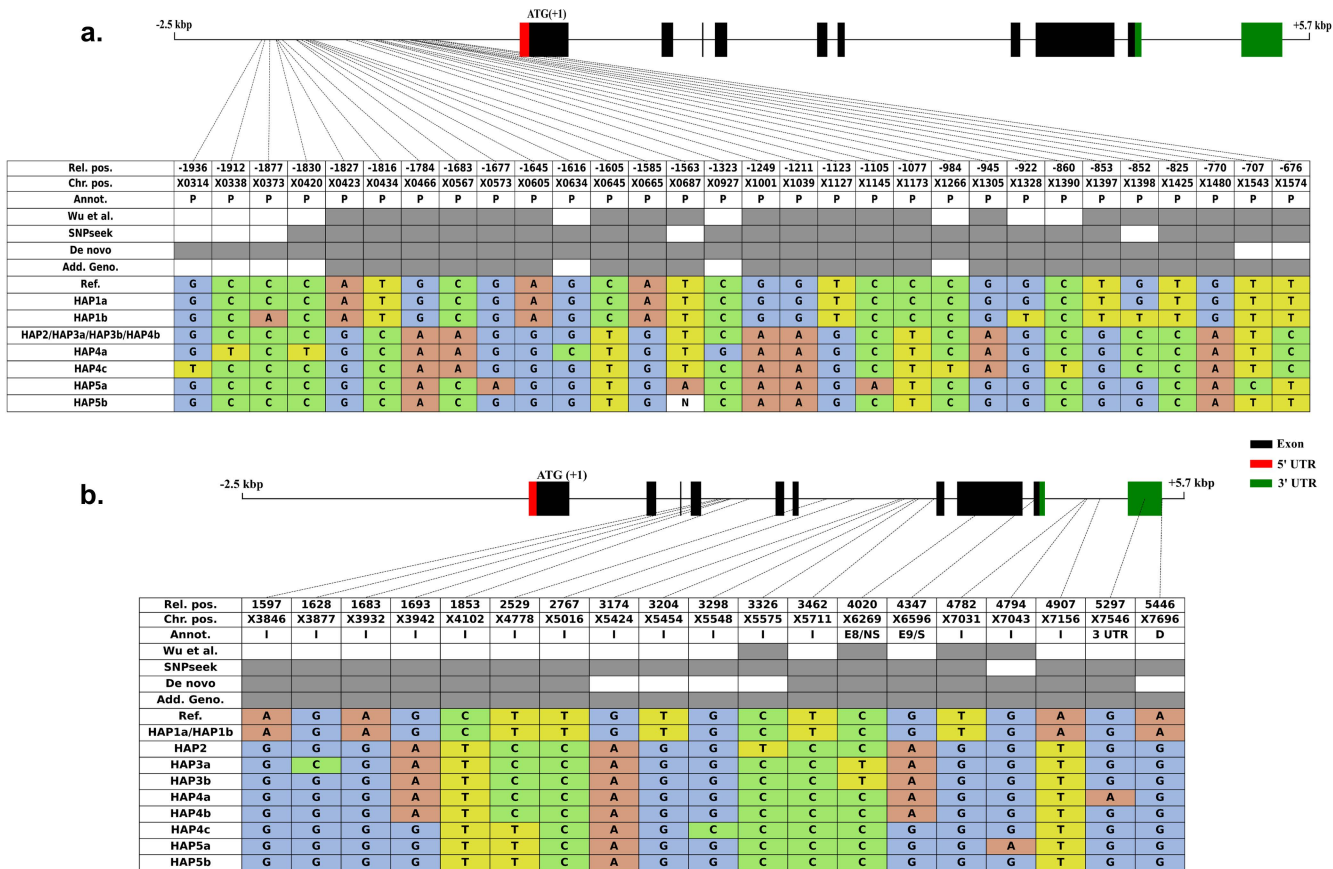 a.
-2.5 kbp ATG(+1) +5.7 kbp
Rel. pos. -1936 -1912 -1877 -1830 -1827 -1816 -1784 -1683 -1677 -1645 -1616 -1605 -1585 -1563 -1323 -1249 -1211 -1123 -1105 -1077 -984 -945 -922 -860 -853 -852 -825 -770 -707 -676
Chr. pos. X0314 X0338 X0373 X0420 X0423 X0434 X0466 X0567 X0573 X0605 X0634 X0645 X0665 X0687 X0927 X1001 X1039 X1127 X1145 X1173 X1266 X1305 X1328 X1390 X1397 X1398 X1425 X1480 X1543 X1574
Annot. P P P P P P P P P P P P P P P P P P P P P P P P P P P P P P
Wu et al.
SNPseek
De novo
Add. Geno.
Ref. G C C C A T G C G A G C A T C G G T C C C G G C T G T G T T
HAP1a G C C C A T G C G A G C A T C G G T C C C G G C T G T G T T
HAP1b G C A C A T G C G A G C A T C G G T C C C G T C T T T G T T
HAP2/HAP3a/HAP3b/HAP4b G C C C G C A A G G G T G T C A A G C T C A G C G C C A T C
HAP4a G T C T G C A A G G C T G T G A A G C T C A G C G C C A T C
HAP4c T C C C G C A A G G G T G T C A A G C T T A G T G C C A T C
HAP5a G C C C G C A C A G G T G A C A A G A T C G G C G G C A C T
HAP5b G C C C G C A C G G G T G N C A A G C T C G G C G G C A T T
Exon
5' UTR
3' UTR
b.
-2.5 kbp ATG (+1) +5.7 kbp
Rel. pos. 1597 1628 1683 1693 1853 2529 2767 3174 3204 3298 3326 3462 4020 4347 4782 4794 4907 5297 5446
Chr. pos. X3846 X3877 X3932 X3942 X4102 X4778 X5016 X5424 X5454 X5548 X5575 X5711 X6269 X6596 X7031 X7043 X7156 X7546 X7696
Annot. I I I I I I I I I I I I E8/NS E9/S I I I 3 UTR D
Wu et al.
SNPseek
De novo
Add. Geno.
Ref. A G A G C T T G T G C T C G T G A G A
HAP1a/HAP1b A G A G C T T G T G C T C G T G A G A
HAP2 G G G A T C C A G G T C C A G G T G G
HAP3a G C G A T C C A G G C C T A G G T G G
HAP3b G G G A T C C A G G C C T A G G T G G
HAP4a G G G A T C C A G G C C C A G G T A G
HAP4b G G G A T C C A G G C C C A G G T G G
HAP4c G G G G T T C A G C C C C G G G T G G
HAP5a G G G G T T C A G G C C C G G A T G G
HAP5b G G G G T T C A G G C C C G G G T G G